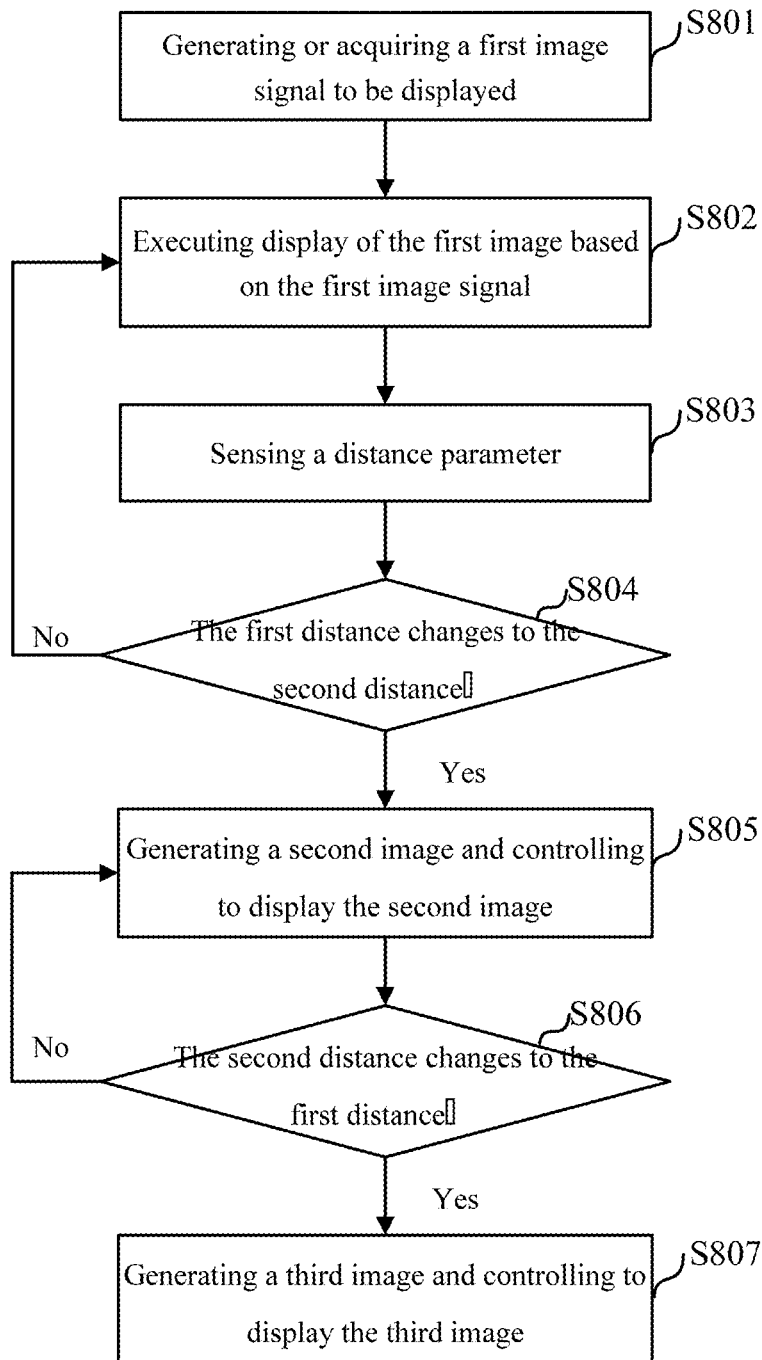 S801
Generating or acquiring a first image
signal to be displayed
S802
Executing display of the first image based
on the first image signal
S803
Sensing a distance parameter
S804
The first distance changes to the
second distance▯
No
Yes
S805
Generating a second image and controlling
to display the second image
S806
The second distance changes to the
first distance▯
No
Yes
S807
Generating a third image and controlling to
display the third image